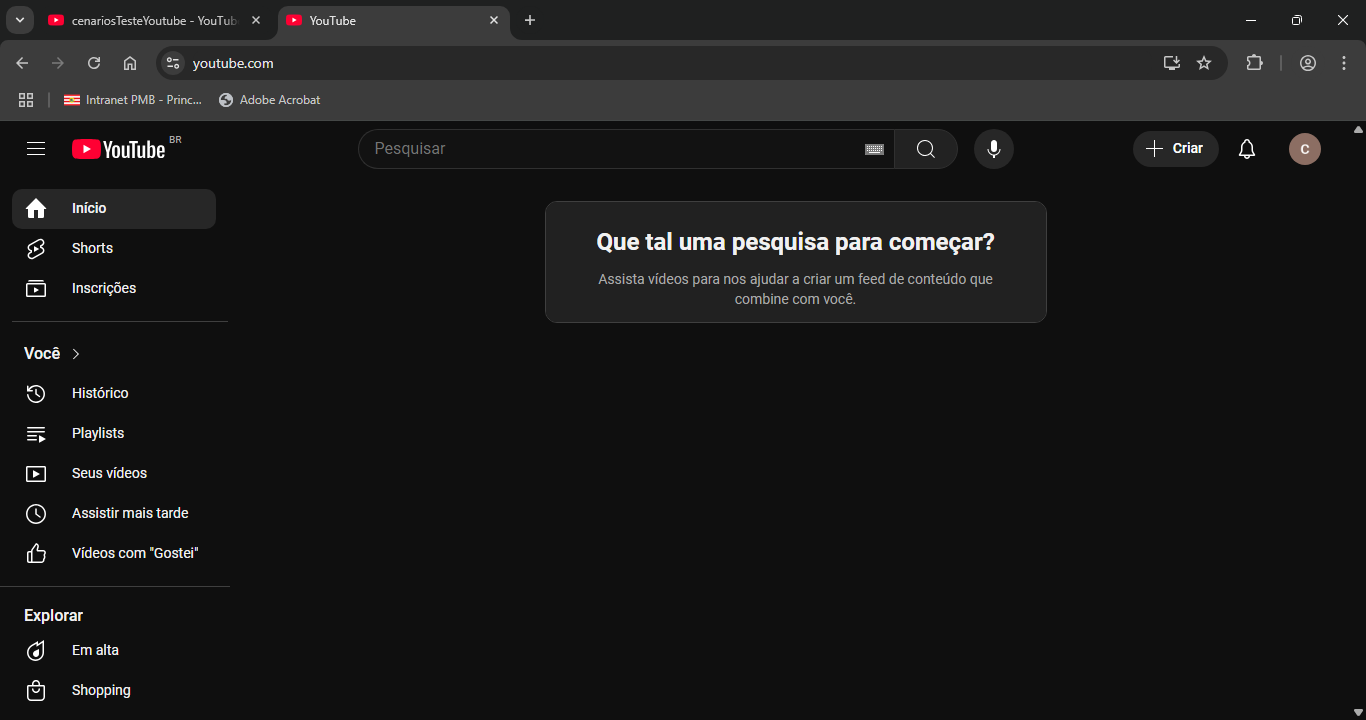 cenariosTesteYoutube - YouTub
YouTube
youtube.com
Intranet PMB - Princ...
Adobe Acrobat
YouTube BR
Pesquisar
Criar
C
Início
Shorts
Inscrições
Você
Histórico
Playlists
Seus vídeos
Assistir mais tarde
Vídeos com "Gostei"
Explorar
Em alta
Shopping
Que tal uma pesquisa para começar?
Assista vídeos para nos ajudar a criar um feed de conteúdo que
combine com você.